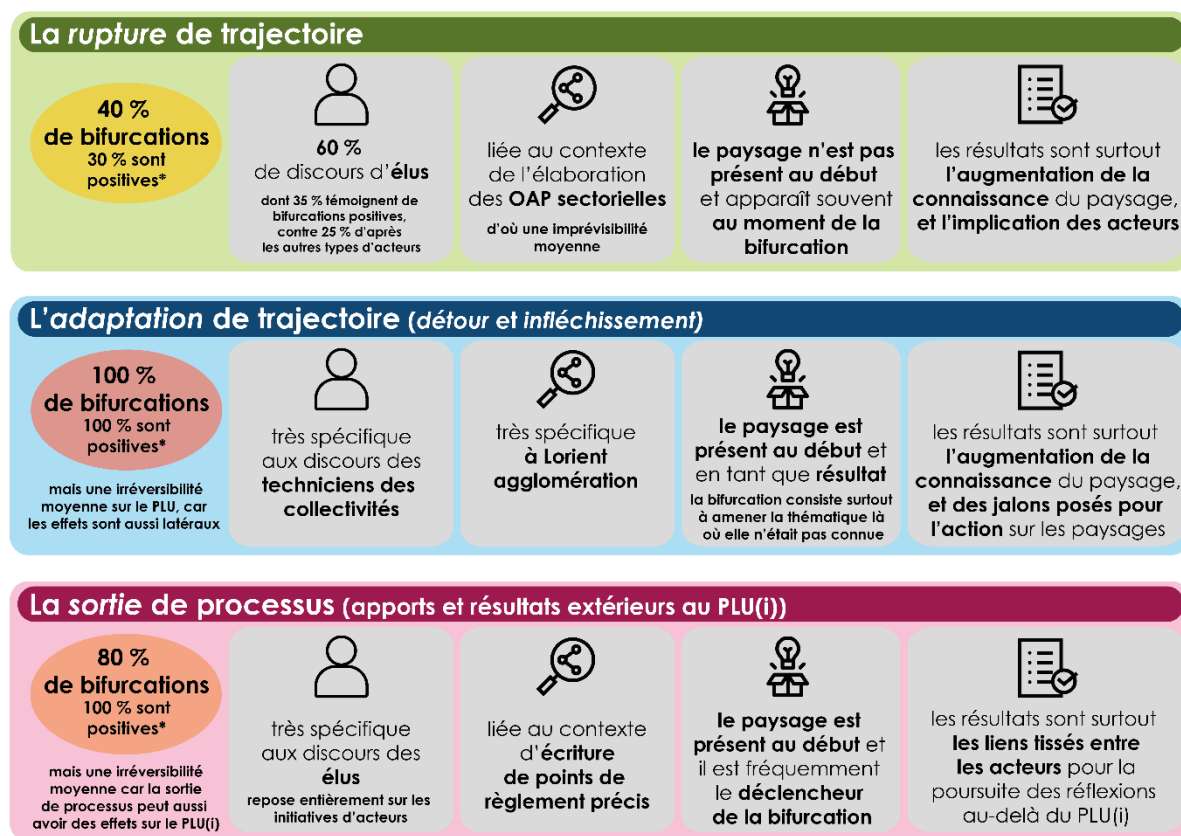 La rupture de trajectoire
40 %
de bifurcations
30 % sont
positives*
60 %
de discours d'élus
dont 35 % témoignent de
bifurcations positives,
contre 25 % d'après
les autres types d'acteurs
liée au contexte
de l'élaboration
des OAP sectorielles
d'où une imprévisibilité
moyenne
le paysage n'est pas
présent au début
et apparaît souvent
au moment de la
bifurcation
les résultats sont surtout
l'augmentation de la
connaissance du paysage,
et l'implication des acteurs
L'adaptation de trajectoire (détour et infléchissement)
100 %
de bifurcations
100 % sont
positives*
mais une irréversibilité
moyenne sur le PLU, car
les effets sont aussi latéraux
très spécifique
aux discours des
techniciens des
collectivités
très spécifique
à Lorient
agglomération
le paysage est
présent au début et
en tant que résultat
la bifurcation consiste surtout
à amener la thématique là
où elle n'était pas connue
les résultats sont surtout
l'augmentation de la
connaissance du paysage,
et des jalons posés pour
l'action sur les paysages
La sortie de processus (apports et résultats extérieurs au PLU(i))
80 %
de bifurcations
100 % sont
positives*
mais une irréversibilité
moyenne car la sortie
de processus peut aussi
avoir des effets sur le PLU(i)
très spécifique
aux discours des
élus
repose entièrement sur les
initiatives d'acteurs
liée au contexte
d'écriture
de points de
règlement précis
le paysage est
présent au début et
il est fréquemment
le déclencheur
de la bifurcation
les résultats sont surtout
les liens tissés entre
les acteurs pour la
poursuite des réflexions
au-delà du PLU(i)